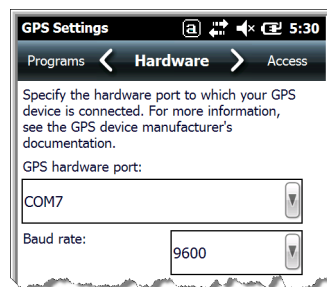 GPS Settings a 5:30
Programs Hardware Access
Specify the hardware port to which your GPS
device is connected. For more information,
see the GPS device manufacturer's
documentation.
GPS hardware port:
COM7
Baud rate:
9600